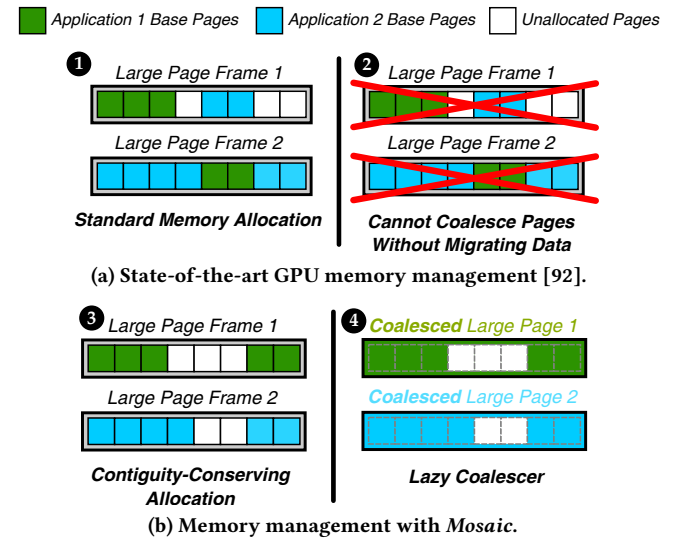 Application 1 Base Pages Application 2 Base Pages Unallocated Pages
1 2
Large Page Frame 1 Large Page Frame 1
Large Page Frame 2 Large Page Frame 2
Standard Memory Allocation Cannot Coalesce Pages
Without Migrating Data
(a) State-of-the-art GPU memory management [92].
3 4
Large Page Frame 1 Coalesced Large Page 1
Large Page Frame 2 Coalesced Large Page 2
Contiguity-Conserving
Allocation
Lazy Coalescer
(b) Memory management with Mosaic.